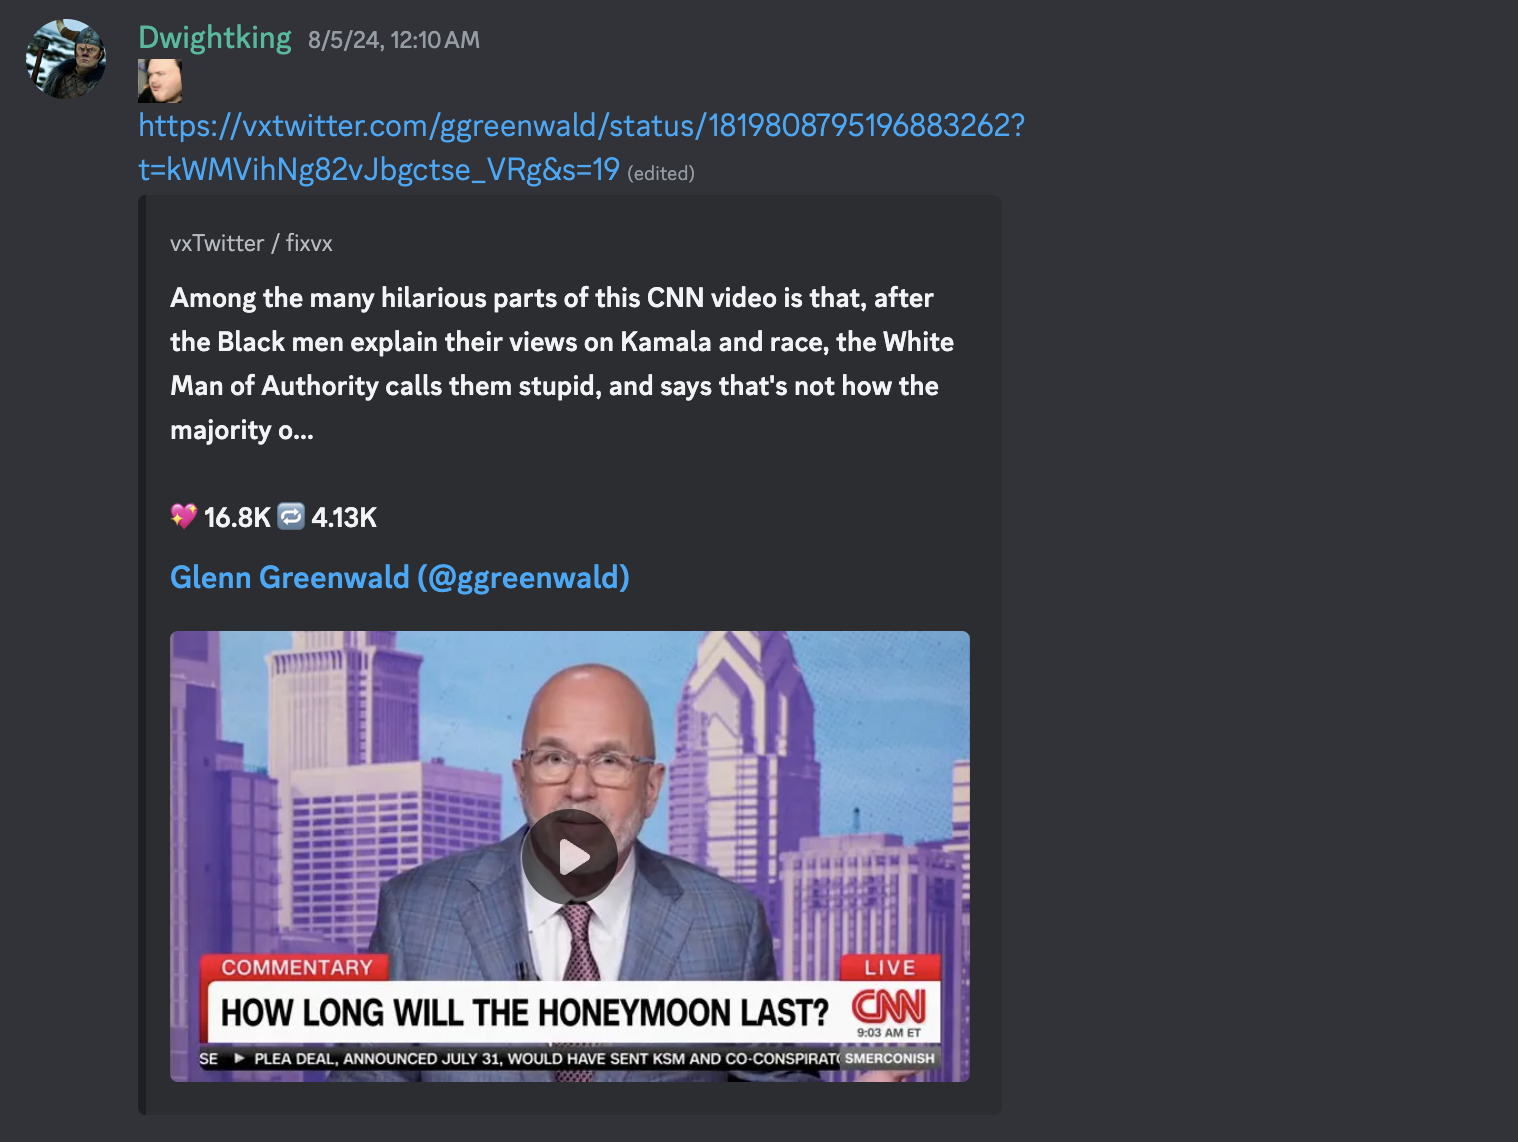 Dwightking 8/5/24, 12:10 AM
https://vxtwitter.com/ggreenwald/status/1819808795196883262?
t=kWMVihNg82vJbgctse_VRg&s=19 (edited)
vxTwitter / fixvx
Among the many hilarious parts of this CNN video is that, after
the Black men explain their views on Kamala and race, the White
Man of Authority calls them stupid, and says that's not how the
majority o...
💖 16.8K 🔁 4.13K
Glenn Greenwald (@ggreenwald)
COMMENTARY
LIVE
HOW LONG WILL THE HONEYMOON LAST?
CNN
9:03 AM ET
SE ▶ PLEA DEAL, ANNOUNCED JULY 31, WOULD HAVE SENT KSM AND CO-CONSPIRAT
SMERCONISH